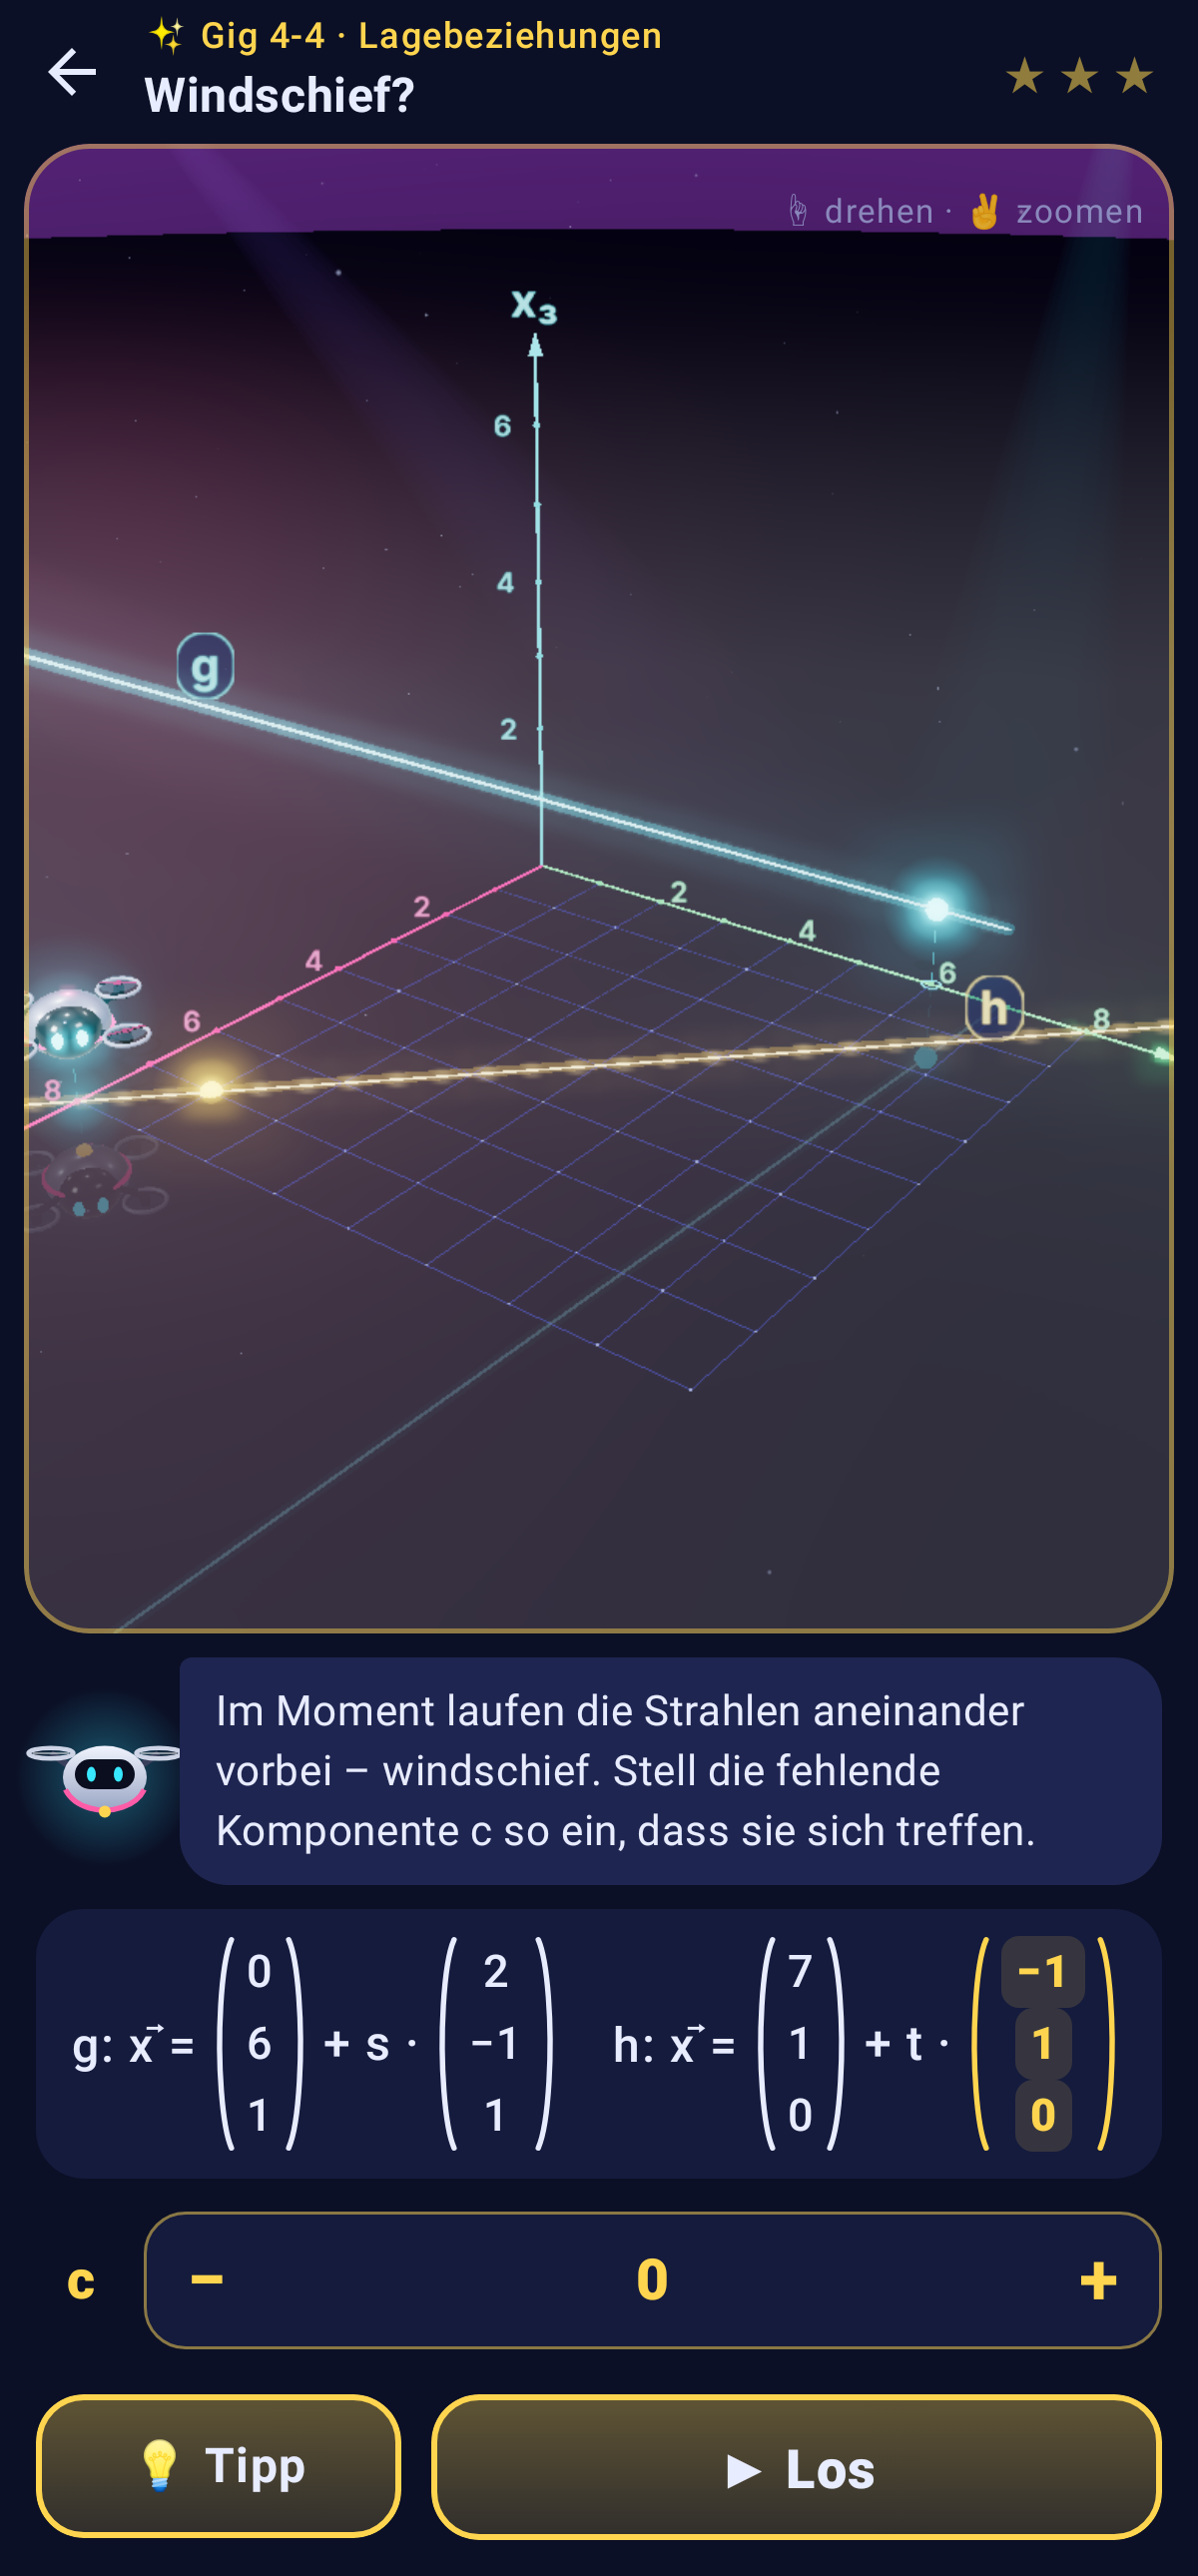 ✨ Gig 4-4 · Lagebeziehungen
Windschief?
★ ★ ★
☝ drehen · ✌ zoomen
x₃
6
4
2
g
2
4
6
8
2
4
6
8
h
Im Moment laufen die Strahlen aneinander
vorbei – windschief. Stell die fehlende
Komponente c so ein, dass sie sich treffen.
g: x⃗ = (0 6 1) + s · (2 −1 1) h: x⃗ = (7 1 0) + t · (−1 1 0)
c − 0 +
💡 Tipp
▶ Los